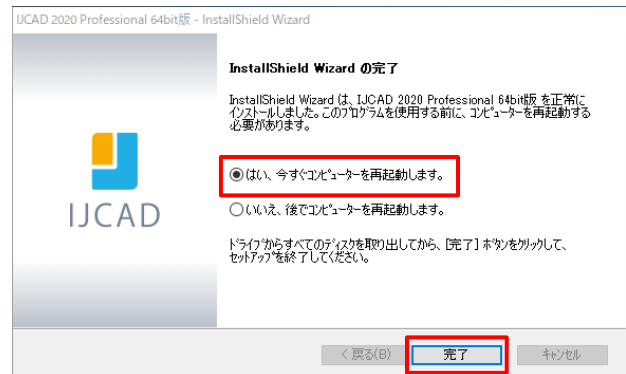 IJCAD 2020 Professional 64bit版 - InstallShield Wizard
InstallShield Wizard の完了
InstallShield Wizard は、IJCAD 2020 Professional 64bit版 を正常に
インストールしました。このプログラムを使用する前に、コンピューターを再起動する
必要があります。
はい、今すぐコンピューターを再起動します。
いいえ、後でコンピューターを再起動します。
IJCAD
ドライブからすべてのディスクを取り出してから、[完了] ボタンをクリックして、
セットアップを終了してください。
< 戻る(B)
完了
キャンセル